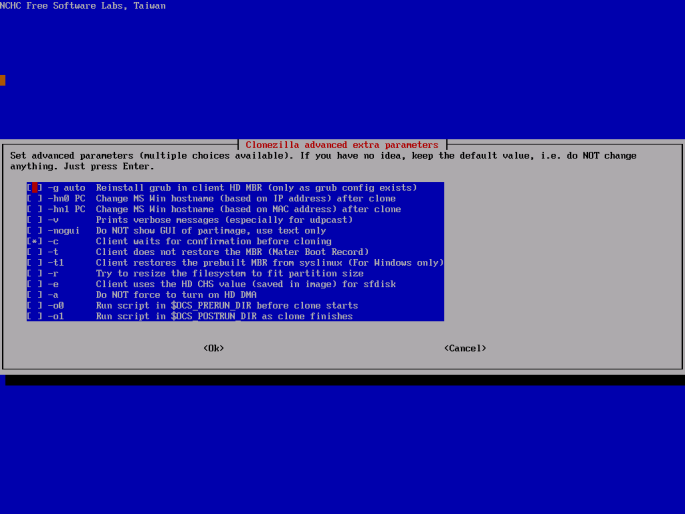 NCHC Free Software Labs, Taiwan
Clonezilla advanced extra parameters
Set advanced parameters (multiple choices available). If you have no idea, keep the default value, i.e. do NOT change
anything. Just press Enter.
[ ] -g auto Reinstall grub in client HD MBR (only as grub config exists)
[ ] -hn0 PC Change MS Win hostname (based on IP address) after clone
[ ] -hn1 PC Change MS Win hostname (based on MAC address) after clone
[ ] -v Prints verbose messages (especially for udpcast)
[ ] -nogui Do NOT show GUI of partimage, use text only
[*] -c Client waits for confirmation before cloning
[ ] -t Client does not restore the MBR (Mater Boot Record)
[ ] -t1 Client restores the prebuilt MBR from syslinux (For Windows only)
[ ] -r Try to resize the filesystem to fit partition size
[ ] -e Client uses the HD CHS value (saved in image) for sfdisk
[ ] -a Do NOT force to turn on HD DMA
[ ] -o0 Run script in $OCS_PRERUN_DIR before clone starts
[ ] -o1 Run script in $OCS_POSTRUN_DIR as clone finishes
<Ok> <Cancel>